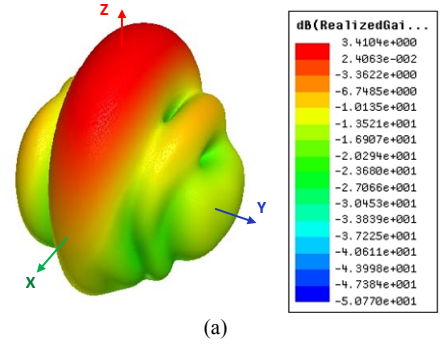 Z
Y
X
dB(RealizedGai...
3.4104e+000
2.4063e-002
-3.3622e+000
-6.7485e+000
-1.0135e+001
-1.3521e+001
-1.6907e+001
-2.0294e+001
-2.3680e+001
-2.7066e+001
-3.0453e+001
-3.3839e+001
-3.7225e+001
-4.0611e+001
-4.3998e+001
-4.7384e+001
-5.0770e+001
(a)